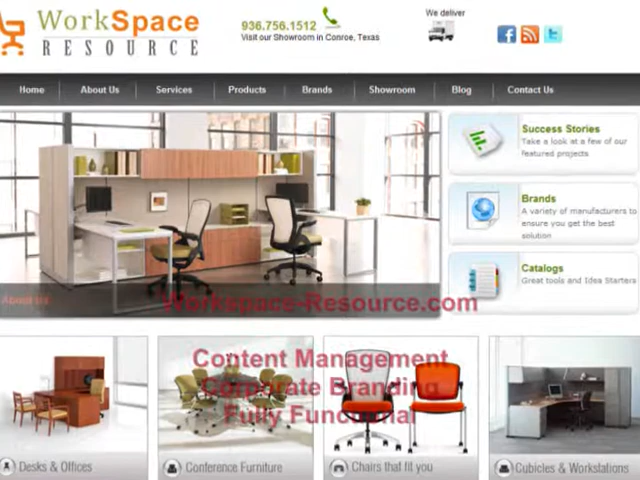 WorkSpace
RESOURCE
936.756.1512
Visit our Showroom in Conroe, Texas
We deliver
Home
About Us
Services
Products
Brands
Showroom
Blog
Contact Us
Success Stories
Take a look at a few of our
featured projects
Brands
A variety of manufacturers to
ensure you get the best
solution
Catalogs
Great tools and Idea Starters
About Us
Workspace-Resource.com
Content Management
Corporate Branding
Fully Functional
Desks & Offices
Conference Furniture
Chairs that fit you
Cubicles & Workstations